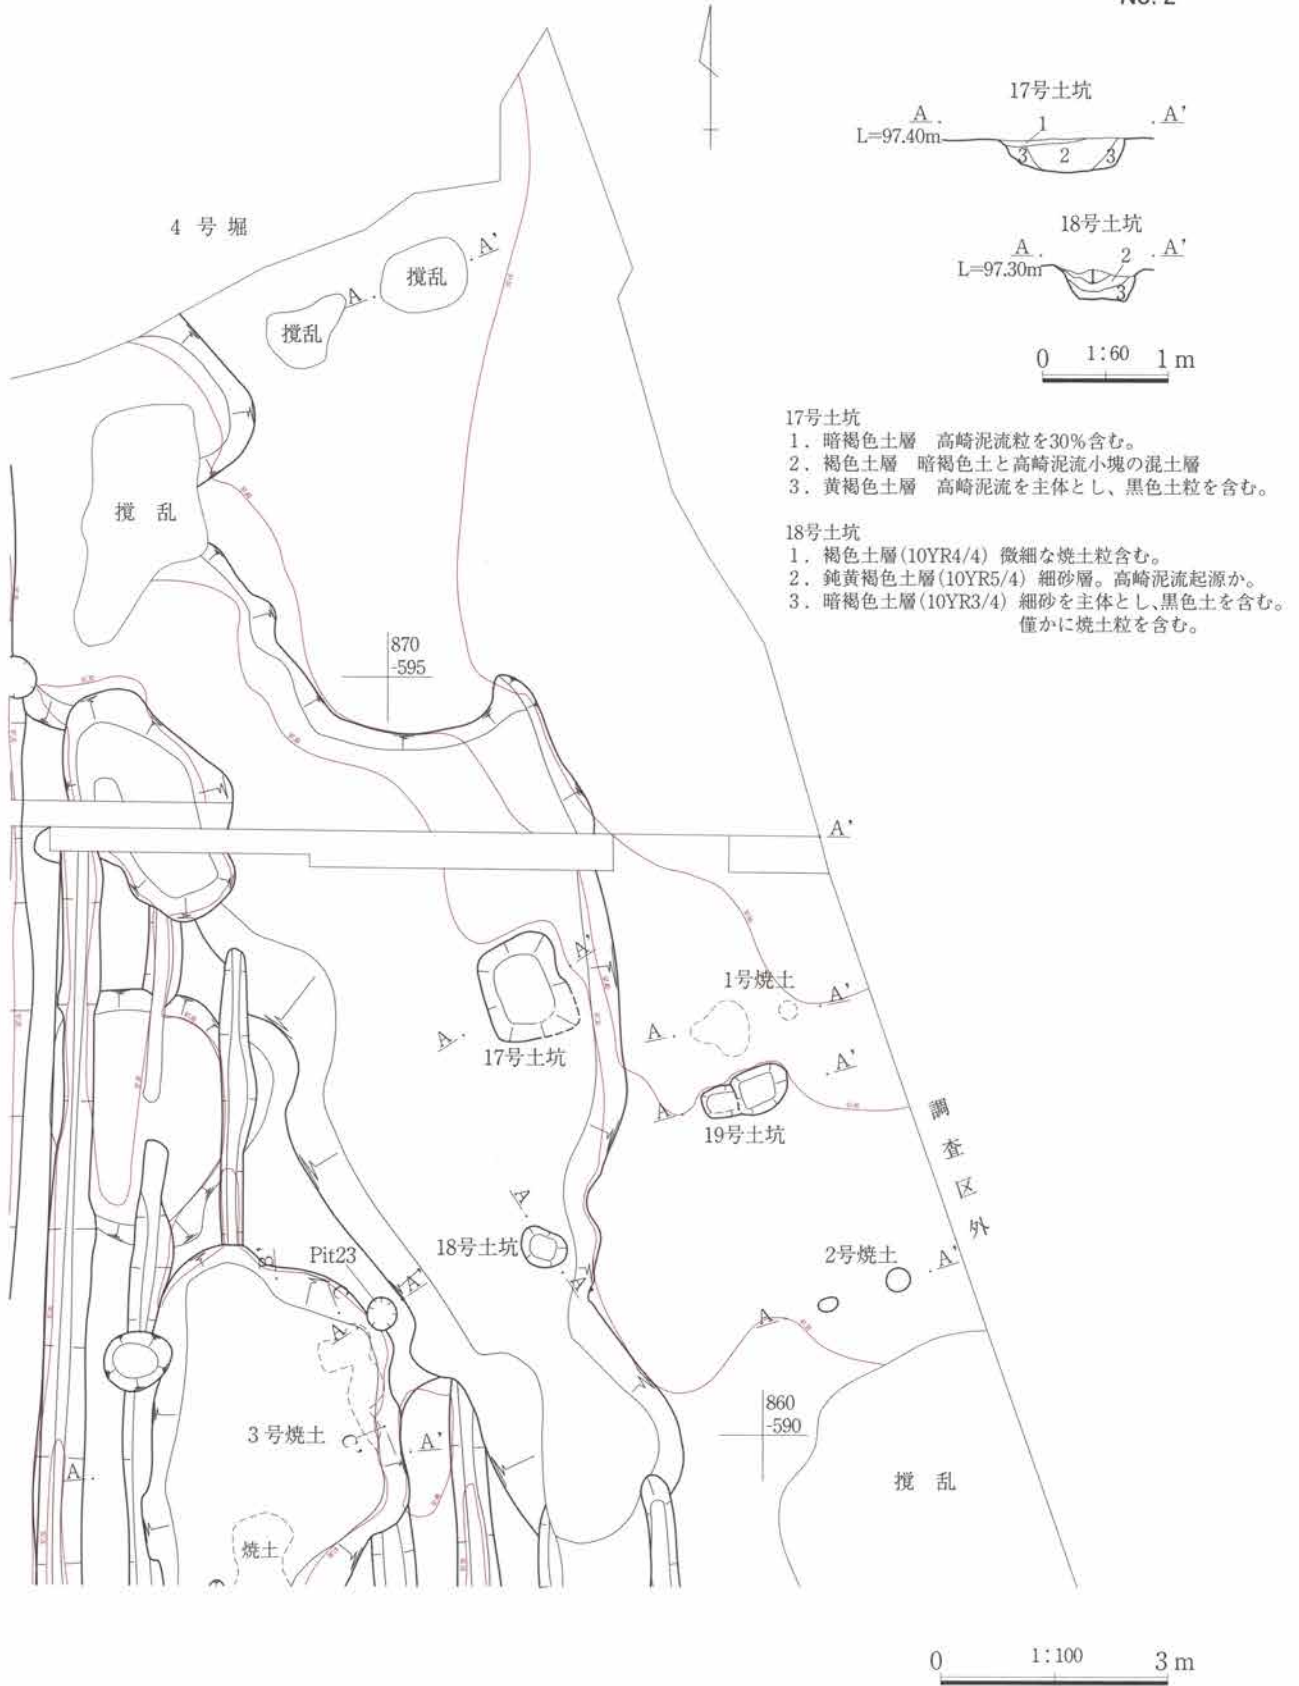 No. 2
17号土坑
A . . A'
L=97.40m
1
3 2 3
18号土坑
A . . A'
L=97.30m
2
1
3
0 1:60 1m
17号土坑
1. 暗褐色土層 高崎泥流粒を30%含む。
2. 褐色土層 暗褐色土と高崎泥流小塊の混土層
3. 黄褐色土層 高崎泥流を主体とし、黒色土粒を含む。
18号土坑
1. 褐色土層(10YR4/4) 微細な焼土粒含む。
2. 鈍黄褐色土層(10YR5/4) 細砂層。高崎泥流起源か。
3. 暗褐色土層(10YR3/4) 細砂を主体とし、黒色土を含む。
僅かに焼土粒を含む。
4号堀
A'
撹乱
A .
撹乱
撹乱
870
-595
A'
A'
1号焼土
A'
A .
A .
17号土坑
A'
A .
19号土坑
調査区外
A .
18号土坑
. A'
2号焼土
. A'
A
B'
Pit23
A'
A
860
-590
3号焼土
C'
. A'
A .
撹乱
焼土
0 1:100 3m